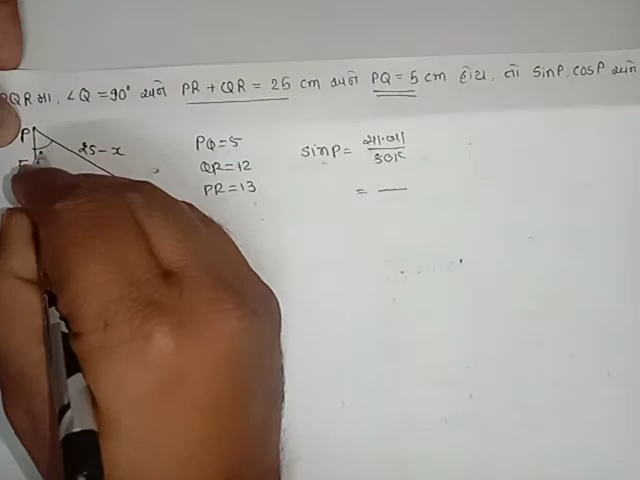 PQR માં, ∠Q = 90° અને PR + QR = 25 cm અને PQ = 5 cm હોય, તો sinP, cosP અને
P
25 - x
PQ = 5
QR = 12
PR = 13
sinP = સા.બા / કર્ણ
= —